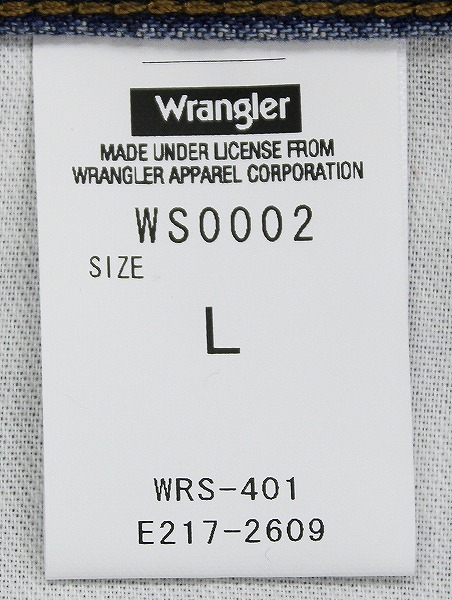 Wrangler
MADE UNDER LICENSE FROM
WRANGLER APPAREL CORPORATION
WS0002
SIZE
L
WRS-401
E217-2609